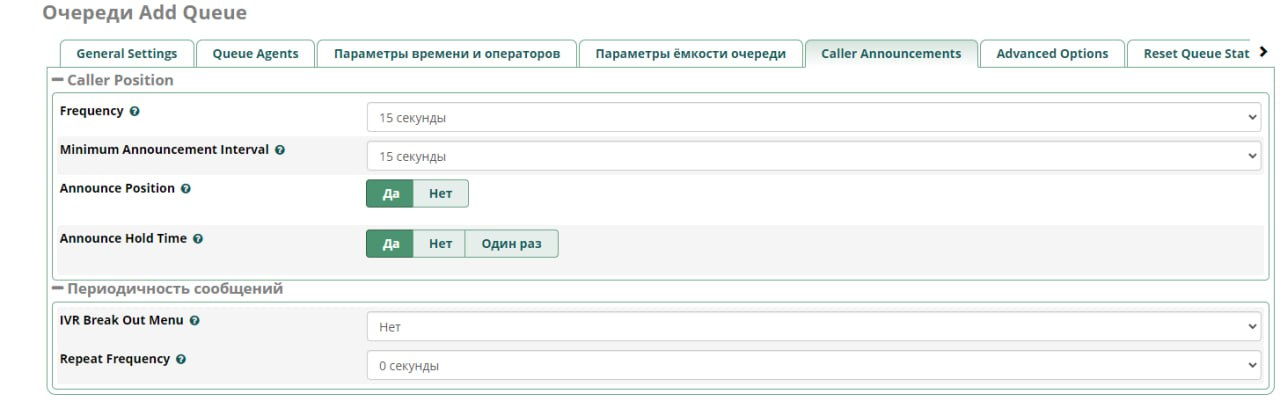 Очереди Add Queue
General Settings Queue Agents Параметры времени и операторов Параметры ёмкости очереди Caller Announcements Advanced Options Reset Queue Stat
Caller Position
Frequency 15 секунды
Minimum Announcement Interval 15 секунды
Announce Position Да Нет
Announce Hold Time Да Нет Один раз
Периодичность сообщений
IVR Break Out Menu Нет
Repeat Frequency 0 секунды